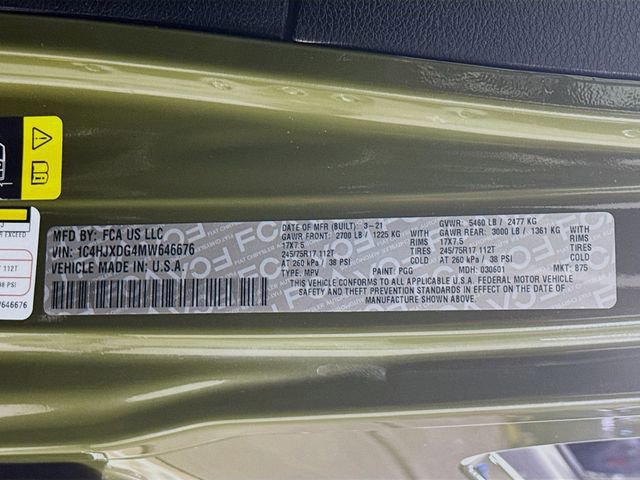 MFD BY: FCA US LLC
VIN: 1C4HJXDG4MW646676
VEHICLE MADE IN U.S.A.
DATE OF MFR (BUILT): 3-21
GAWR FRONT: 2700 LB / 1225 KG
17X7.5 RIMS
245/75R17 112T TIRES
AT 260 kPa / 38 PSI
GVWR: 5460 LB / 2477 KG
GAWR REAR: 3000 LB / 1361 KG
17X7.5 RIMS
245/75R17 112T TIRES
AT 260 kPa / 38 PSI
TYPE: MPV PAINT: PGG MDH: 030601 MKT: 875
THIS VEHICLE CONFORMS TO ALL APPLICABLE U.S.A. FEDERAL MOTOR VEHICLE
SAFETY AND THEFT PREVENTION STANDARDS IN EFFECT ON THE DATE OF
MANUFACTURE SHOWN ABOVE.
R EXCEED
112T
PSI
W646676